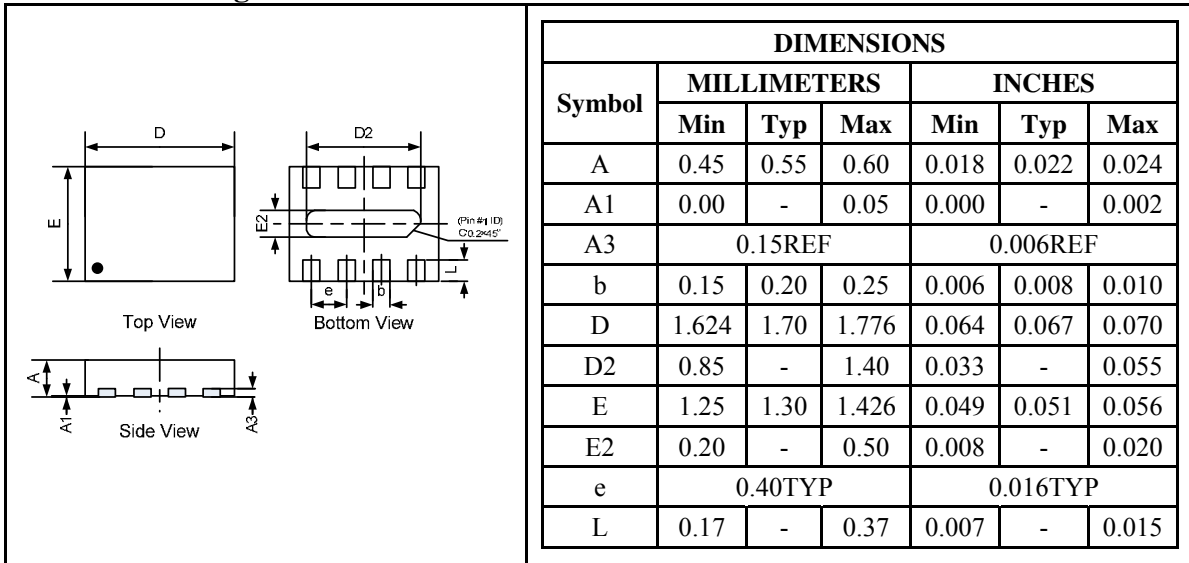 D
D2
E
E2
(Pin #1 ID)
C0.2×45°
L
e
b
Top View
Bottom View
A
A1
A3
Side View
DIMENSIONS
Symbol MILLIMETERS INCHES
Min Typ Max Min Typ Max
A 0.45 0.55 0.60 0.018 0.022 0.024
A1 0.00 - 0.05 0.000 - 0.002
A3 0.15REF 0.006REF
b 0.15 0.20 0.25 0.006 0.008 0.010
D 1.624 1.70 1.776 0.064 0.067 0.070
D2 0.85 - 1.40 0.033 - 0.055
E 1.25 1.30 1.426 0.049 0.051 0.056
E2 0.20 - 0.50 0.008 - 0.020
e 0.40TYP 0.016TYP
L 0.17 - 0.37 0.007 - 0.015